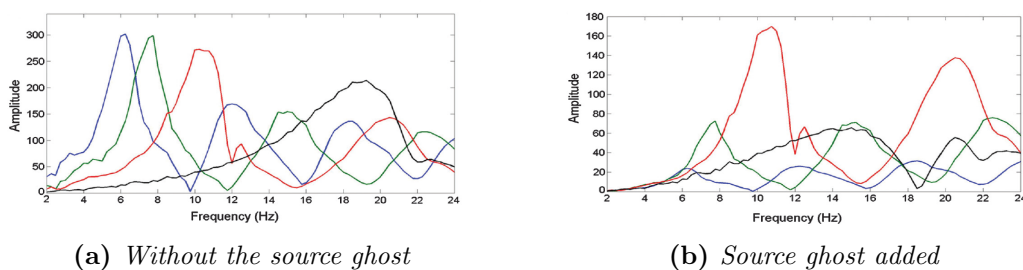 300
250
200
150
100
50
0
Amplitude
2 4 6 8 10 12 14 16 18 20 22 24
Frequency (Hz)
(a) Without the source ghost
180
160
140
120
100
80
60
40
20
0
Amplitude
2 4 6 8 10 12 14 16 18 20 22 24
Frequency (Hz)
(b) Source ghost added